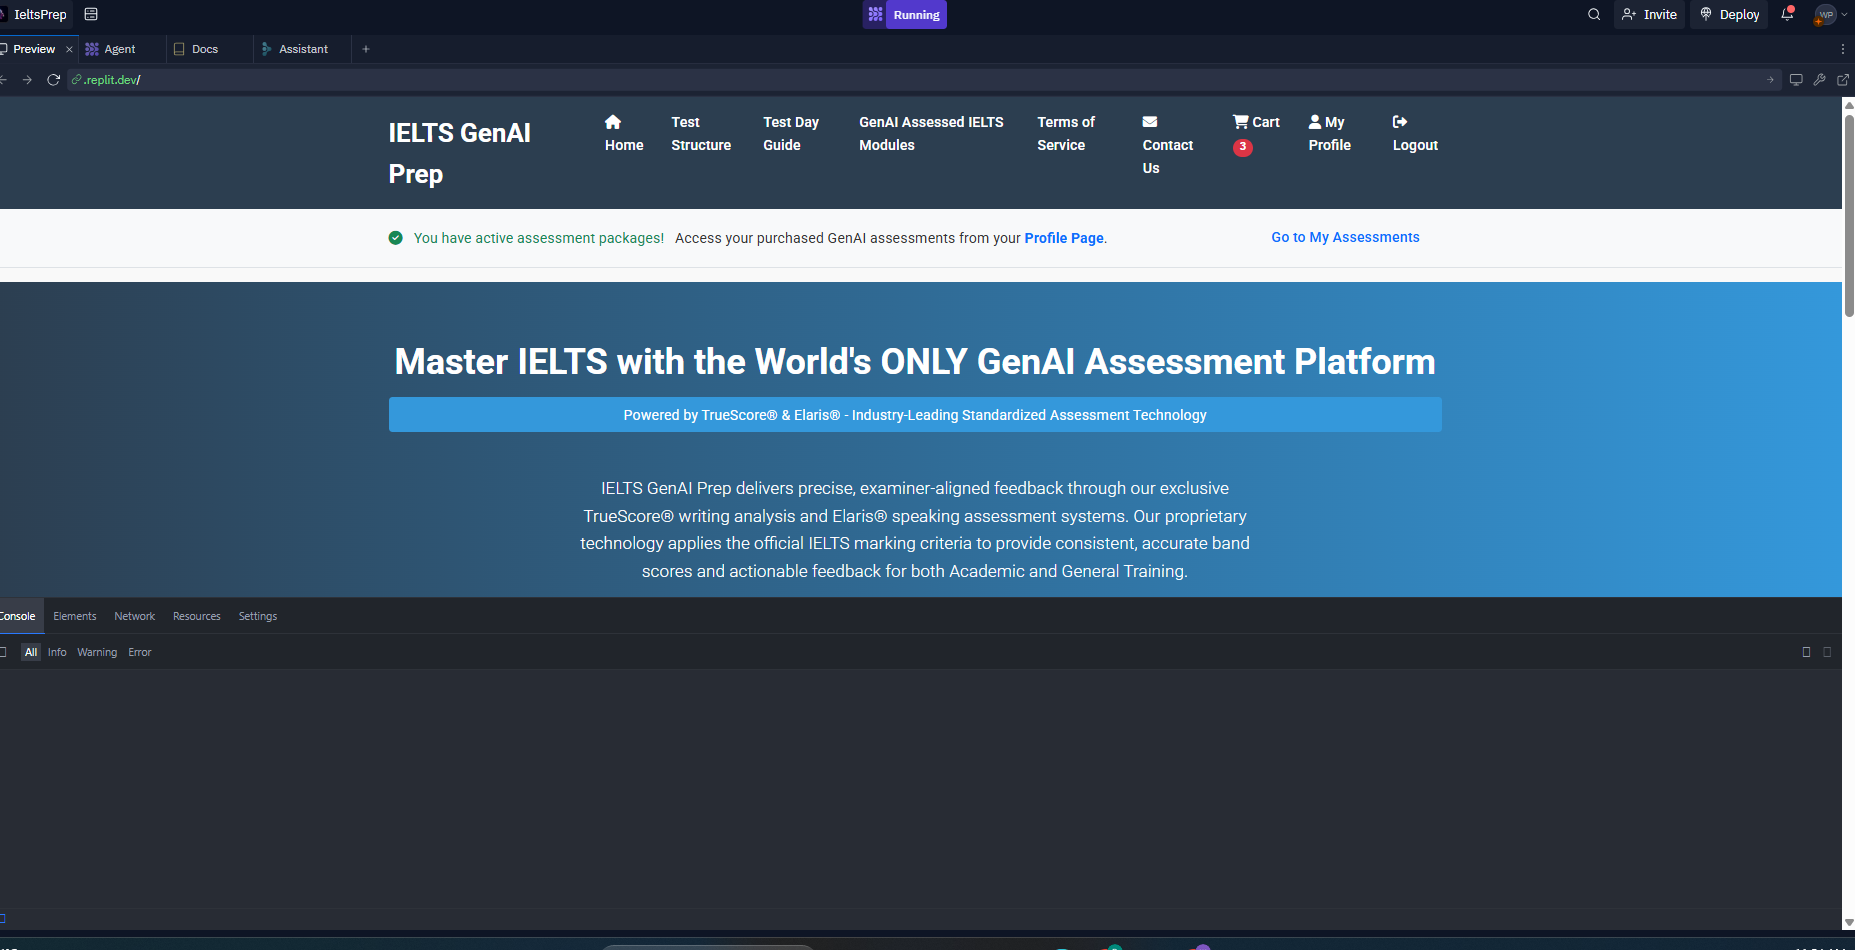 IeltsPrep
Running
Invite
Deploy
WP
Preview
Agent
Docs
Assistant
.replit.dev/
IELTS GenAI
Prep
Home
Test
Structure
Test Day
Guide
GenAI Assessed IELTS
Modules
Terms of
Service
Contact
Us
Cart
3
My
Profile
Logout
You have active assessment packages! Access your purchased GenAI assessments from your Profile Page.
Go to My Assessments
Master IELTS with the World's ONLY GenAI Assessment Platform
Powered by TrueScore® & Elaris® - Industry-Leading Standardized Assessment Technology
IELTS GenAI Prep delivers precise, examiner-aligned feedback through our exclusive
TrueScore® writing analysis and Elaris® speaking assessment systems. Our proprietary
technology applies the official IELTS marking criteria to provide consistent, accurate band
scores and actionable feedback for both Academic and General Training.
Console
Elements
Network
Resources
Settings
All
Info
Warning
Error